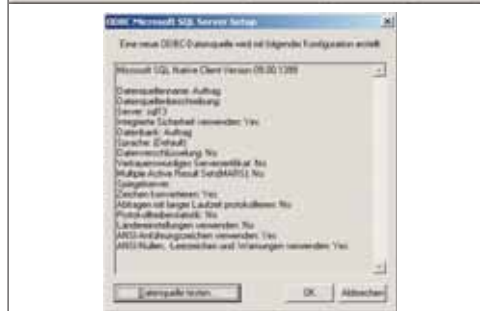 ODBC Microsoft SQL Server Setup
Eine neue ODBC-Datenquelle wird mit folgender Konfiguration erstellt:
Microsoft SQL Native Client Version 09.00.1399
Datenquellenname: Auftrag
Datenquellenbeschreibung:
Server: sql13
Integrierte Sicherheit verwenden: Yes
Datenbank: Auftrag
Sprache: (Default)
Datenverschlüsselung: No
Vertrauenswürdiges Serverzertifikat: No
Multiple Active Result Sets(MARS): No
Spiegelserver:
Zeichen konvertieren: Yes
Abfragen mit langer Laufzeit protokollieren: No
Protokolltreiberstatistik: No
Ländereinstellungen verwenden: No
ANSI-Anführungszeichen verwenden: Yes
ANSI-Nullen, -Leerzeichen und Warnungen verwenden: Yes
Datenquelle testen...
OK
Abbrechen